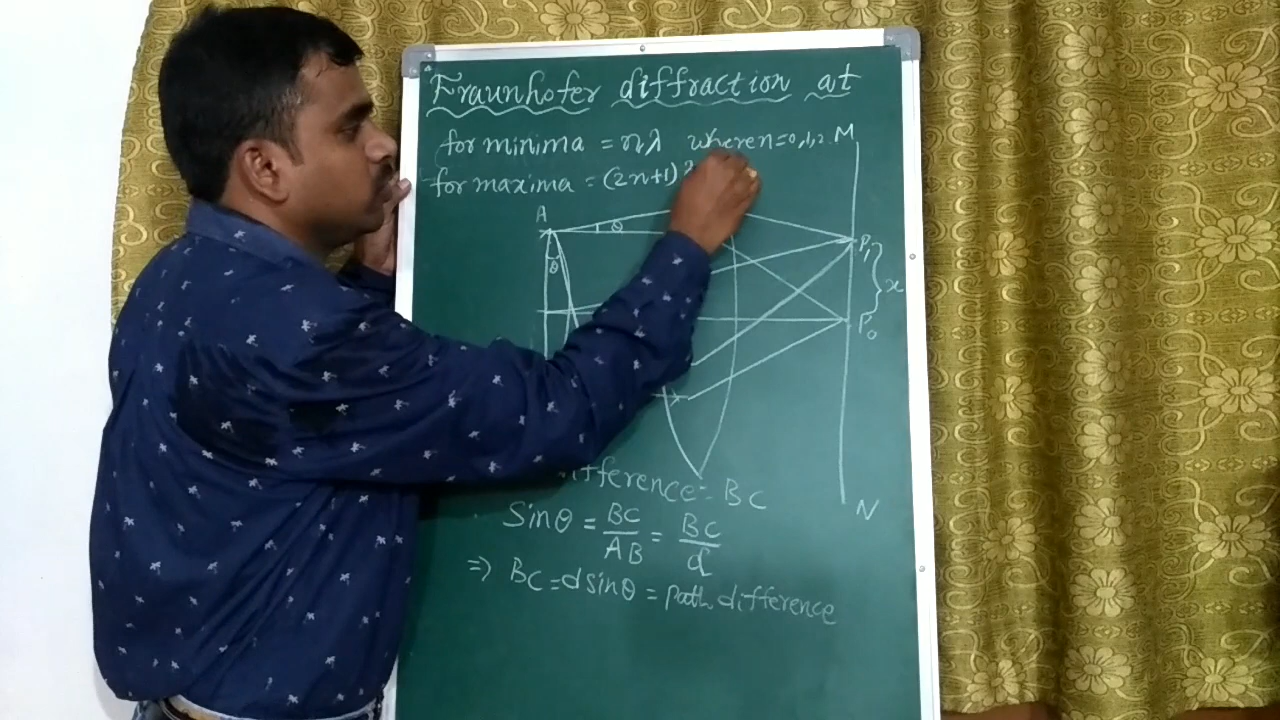 Fraunhofer diffraction at
for minima = nλ where n=0,1,2 M
for maxima = (2n+1)
A
θ
θ
P1
x
P0
difference = BC
N
Sinθ = BC/AB = BC/d
⇒ BC = d sinθ = Path difference